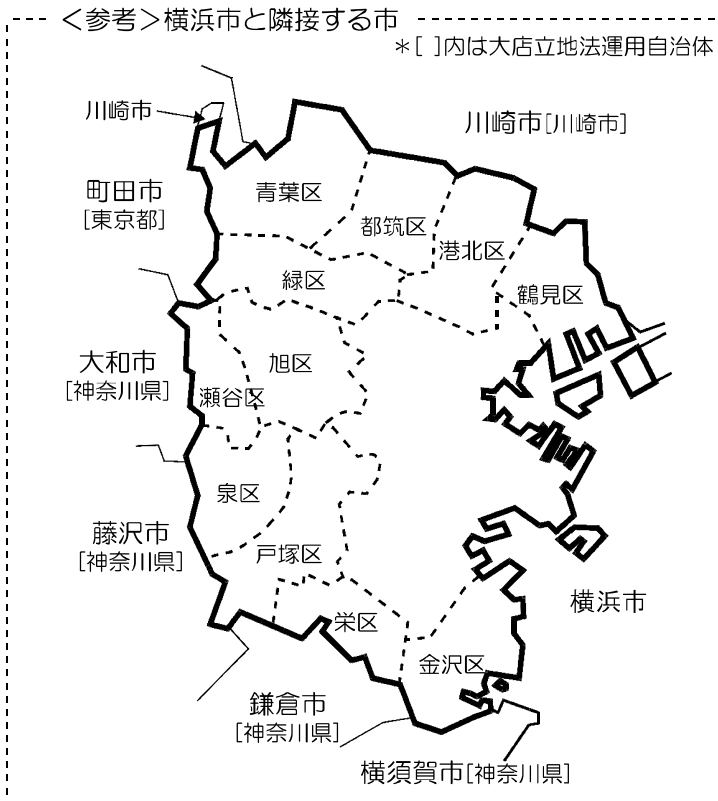 ＜参考＞横浜市と隣接する市
＊[ ]内は大店立地法運用自治体
川崎市
川崎市[川崎市]
町田市
[東京都]
青葉区
都筑区
港北区
緑区
鶴見区
大和市
[神奈川県]
旭区
瀬谷区
泉区
藤沢市
[神奈川県]
戸塚区
横浜市
栄区
金沢区
鎌倉市
[神奈川県]
横須賀市[神奈川県]